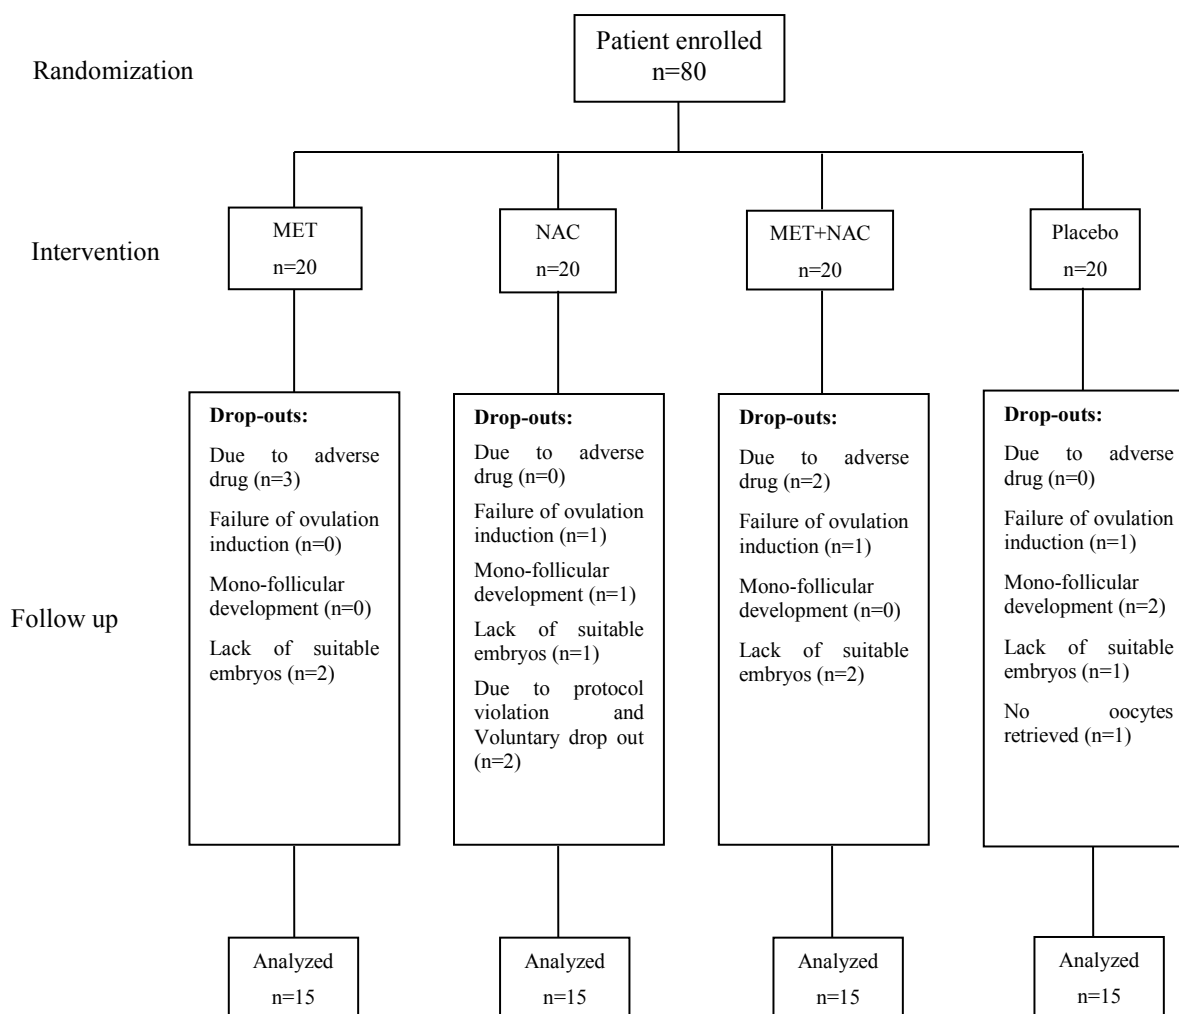 Patient enrolled
n=80
Randomization
Intervention
MET
n=20
NAC
n=20
MET+NAC
n=20
Placebo
n=20
Follow up
Drop-outs:
Due to adverse
drug (n=3)
Failure of ovulation
induction (n=0)
Mono-follicular
development (n=0)
Lack of suitable
embryos (n=2)
Drop-outs:
Due to adverse
drug (n=0)
Failure of ovulation
induction (n=1)
Mono-follicular
development (n=1)
Lack of suitable
embryos (n=1)
Due to protocol
violation and
Voluntary drop out
(n=2)
Drop-outs:
Due to adverse
drug (n=2)
Failure of ovulation
induction (n=1)
Mono-follicular
development (n=0)
Lack of suitable
embryos (n=2)
Drop-outs:
Due to adverse
drug (n=0)
Failure of ovulation
induction (n=1)
Mono-follicular
development (n=2)
Lack of suitable
embryos (n=1)
No oocytes
retrieved (n=1)
Analyzed
n=15
Analyzed
n=15
Analyzed
n=15
Analyzed
n=15